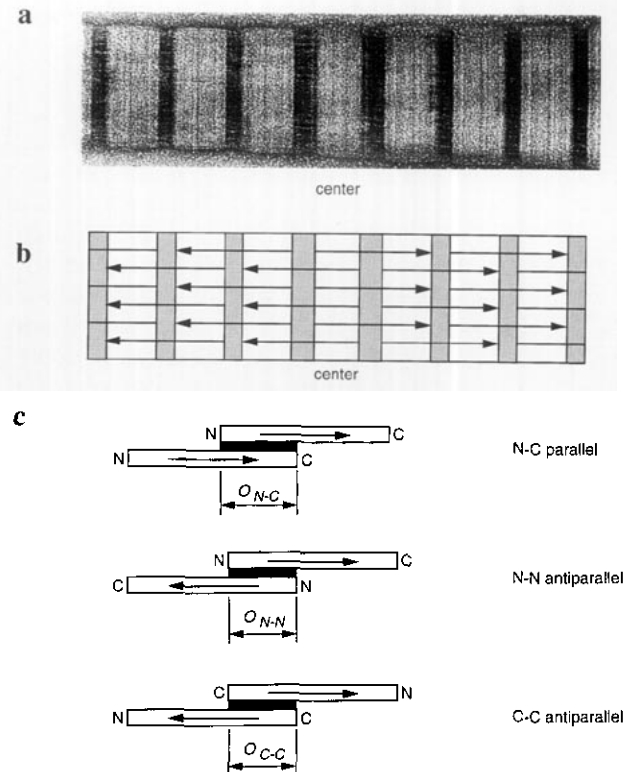 a
center
b
center
c
N C
N C
N-C parallel
O N-C
N C
C N
N-N antiparallel
O N-N
C N
N C
C-C antiparallel
O C-C